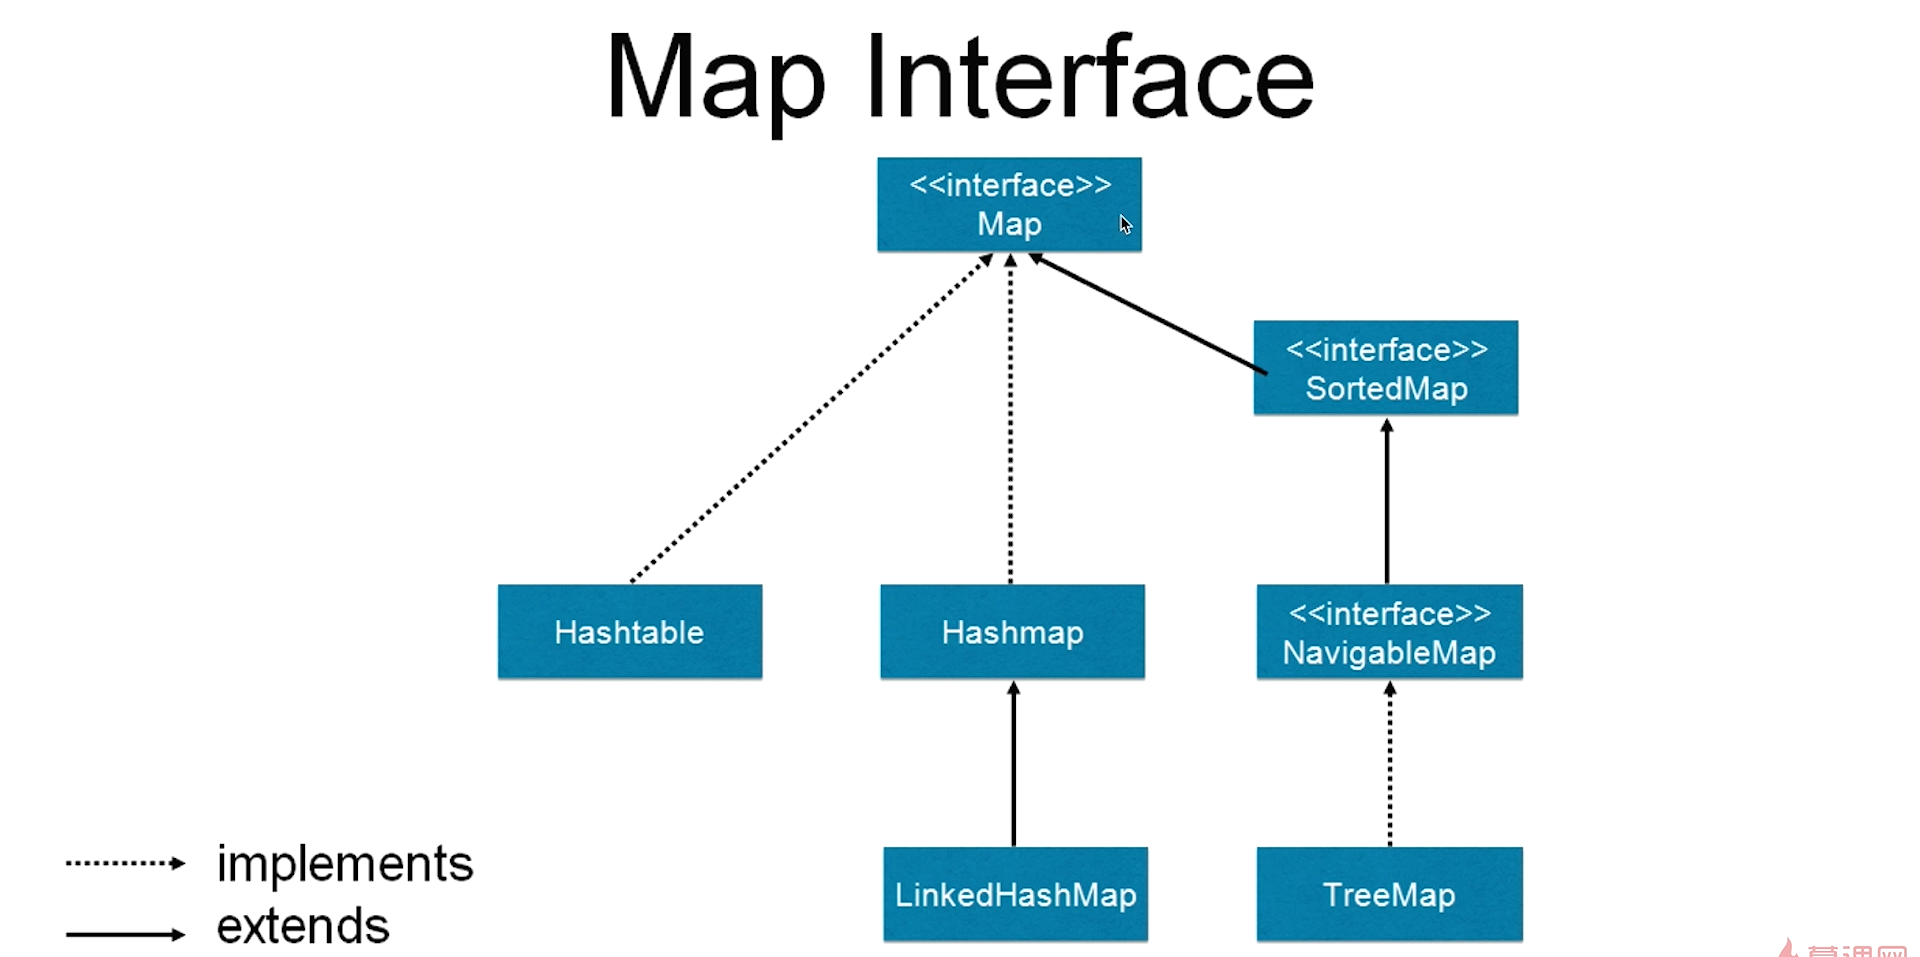 Map Interface
<<interface>>
Map
<<interface>>
SortedMap
Hashtable
Hashmap
<<interface>>
NavigableMap
LinkedHashMap
TreeMap
implements
extends